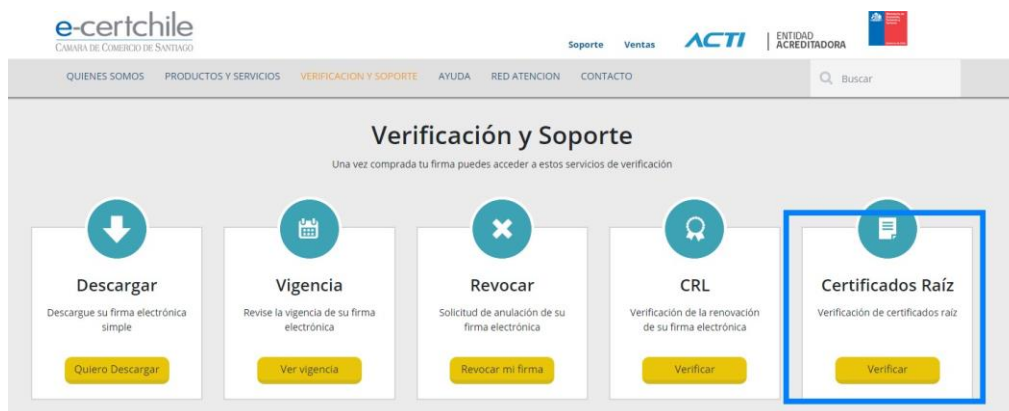 e-certchile
CAMARA DE COMERCIO DE SANTIAGO
Soporte Ventas
ACTI
ENTIDAD
ACREDITADORA
QUIENES SOMOS PRODUCTOS Y SERVICIOS VERIFICACION Y SOPORTE AYUDA RED ATENCION CONTACTO
Buscar
Verificación y Soporte
Una vez comprada tu firma puedes acceder a estos servicios de verificación
Descargar
Descargue su firma electrónica
simple
Quiero Descargar
Vigencia
Revise la vigencia de su firma
electrónica
Ver vigencia
Revocar
Solicitud de anulación de su
firma electrónica
Revocar mi firma
CRL
Verificación de la renovación
de su firma electrónica
Verificar
Certificados Raíz
Verificación de certificados raíz
Verificar